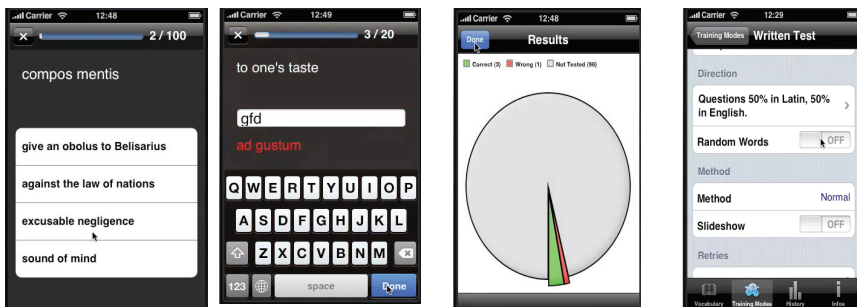 Carrier 12:48
× 2 / 100
compos mentis
give an obolus to Belisarius
against the law of nations
excusable negligence
sound of mind
Carrier 12:49
× 3 / 20
to one's taste
gfd
ad gustum
Q W E R T Y U I O P
A S D F G H J K L
Z X C V B N M
123 space Done
Carrier 12:48
Done Results
Correct (3) Wrong (1) Not Tested (96)
Carrier 12:29
Training Modes Written Test
Direction
Questions 50% in Latin, 50%
in English.
Random Words OFF
Method
Method Normal
Slideshow OFF
Retries
Vocabulary Training Modes History Infos